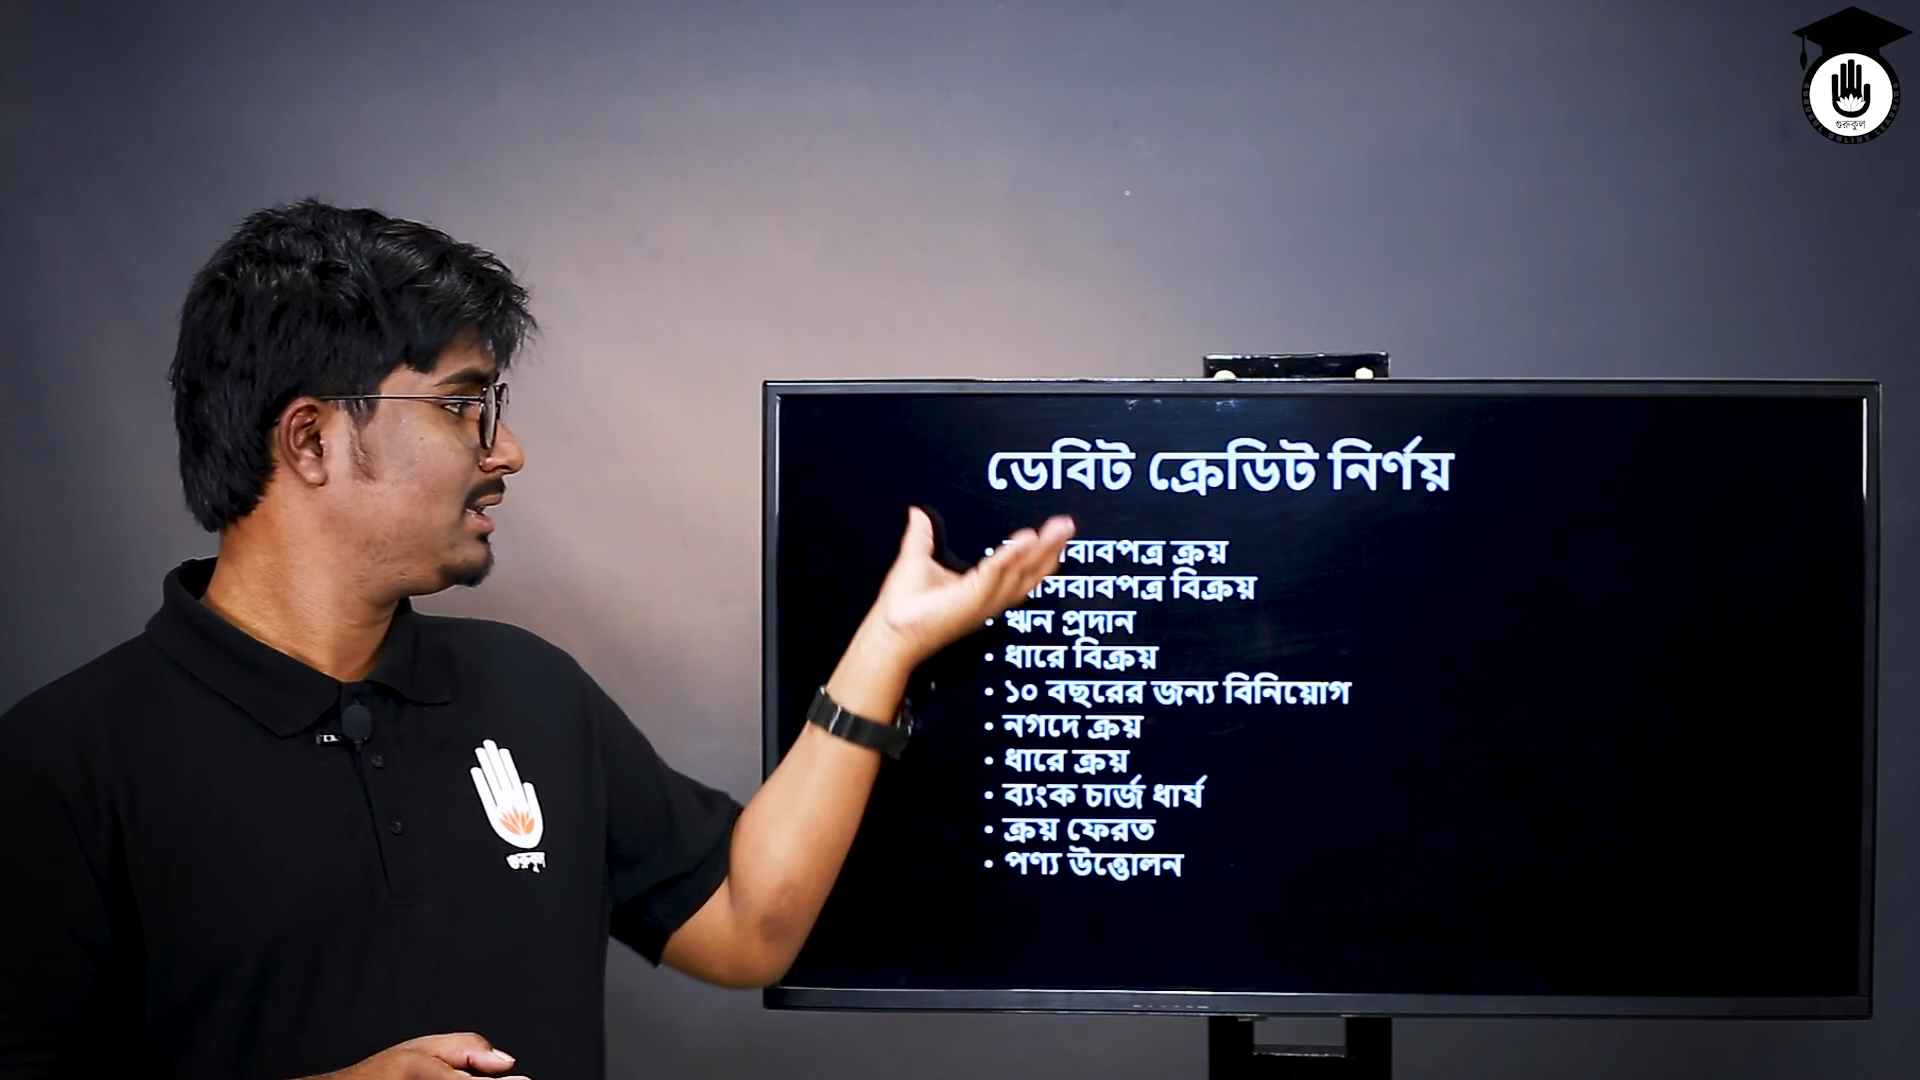 গুরুকুল
ডেবিট ক্রেডিট নির্ণয়
ক্রয়
বিক্রয়
• ঋন প্রদান
• ধারে বিক্রয়
• ১০ বছরের জন্য বিনিয়োগ
• নগদে ক্রয়
• ধারে ক্রয়
• ব্যংক চার্জ ধার্য
• ক্রয় ফেরত
• পণ্য উত্তোলন
গুরুকুল